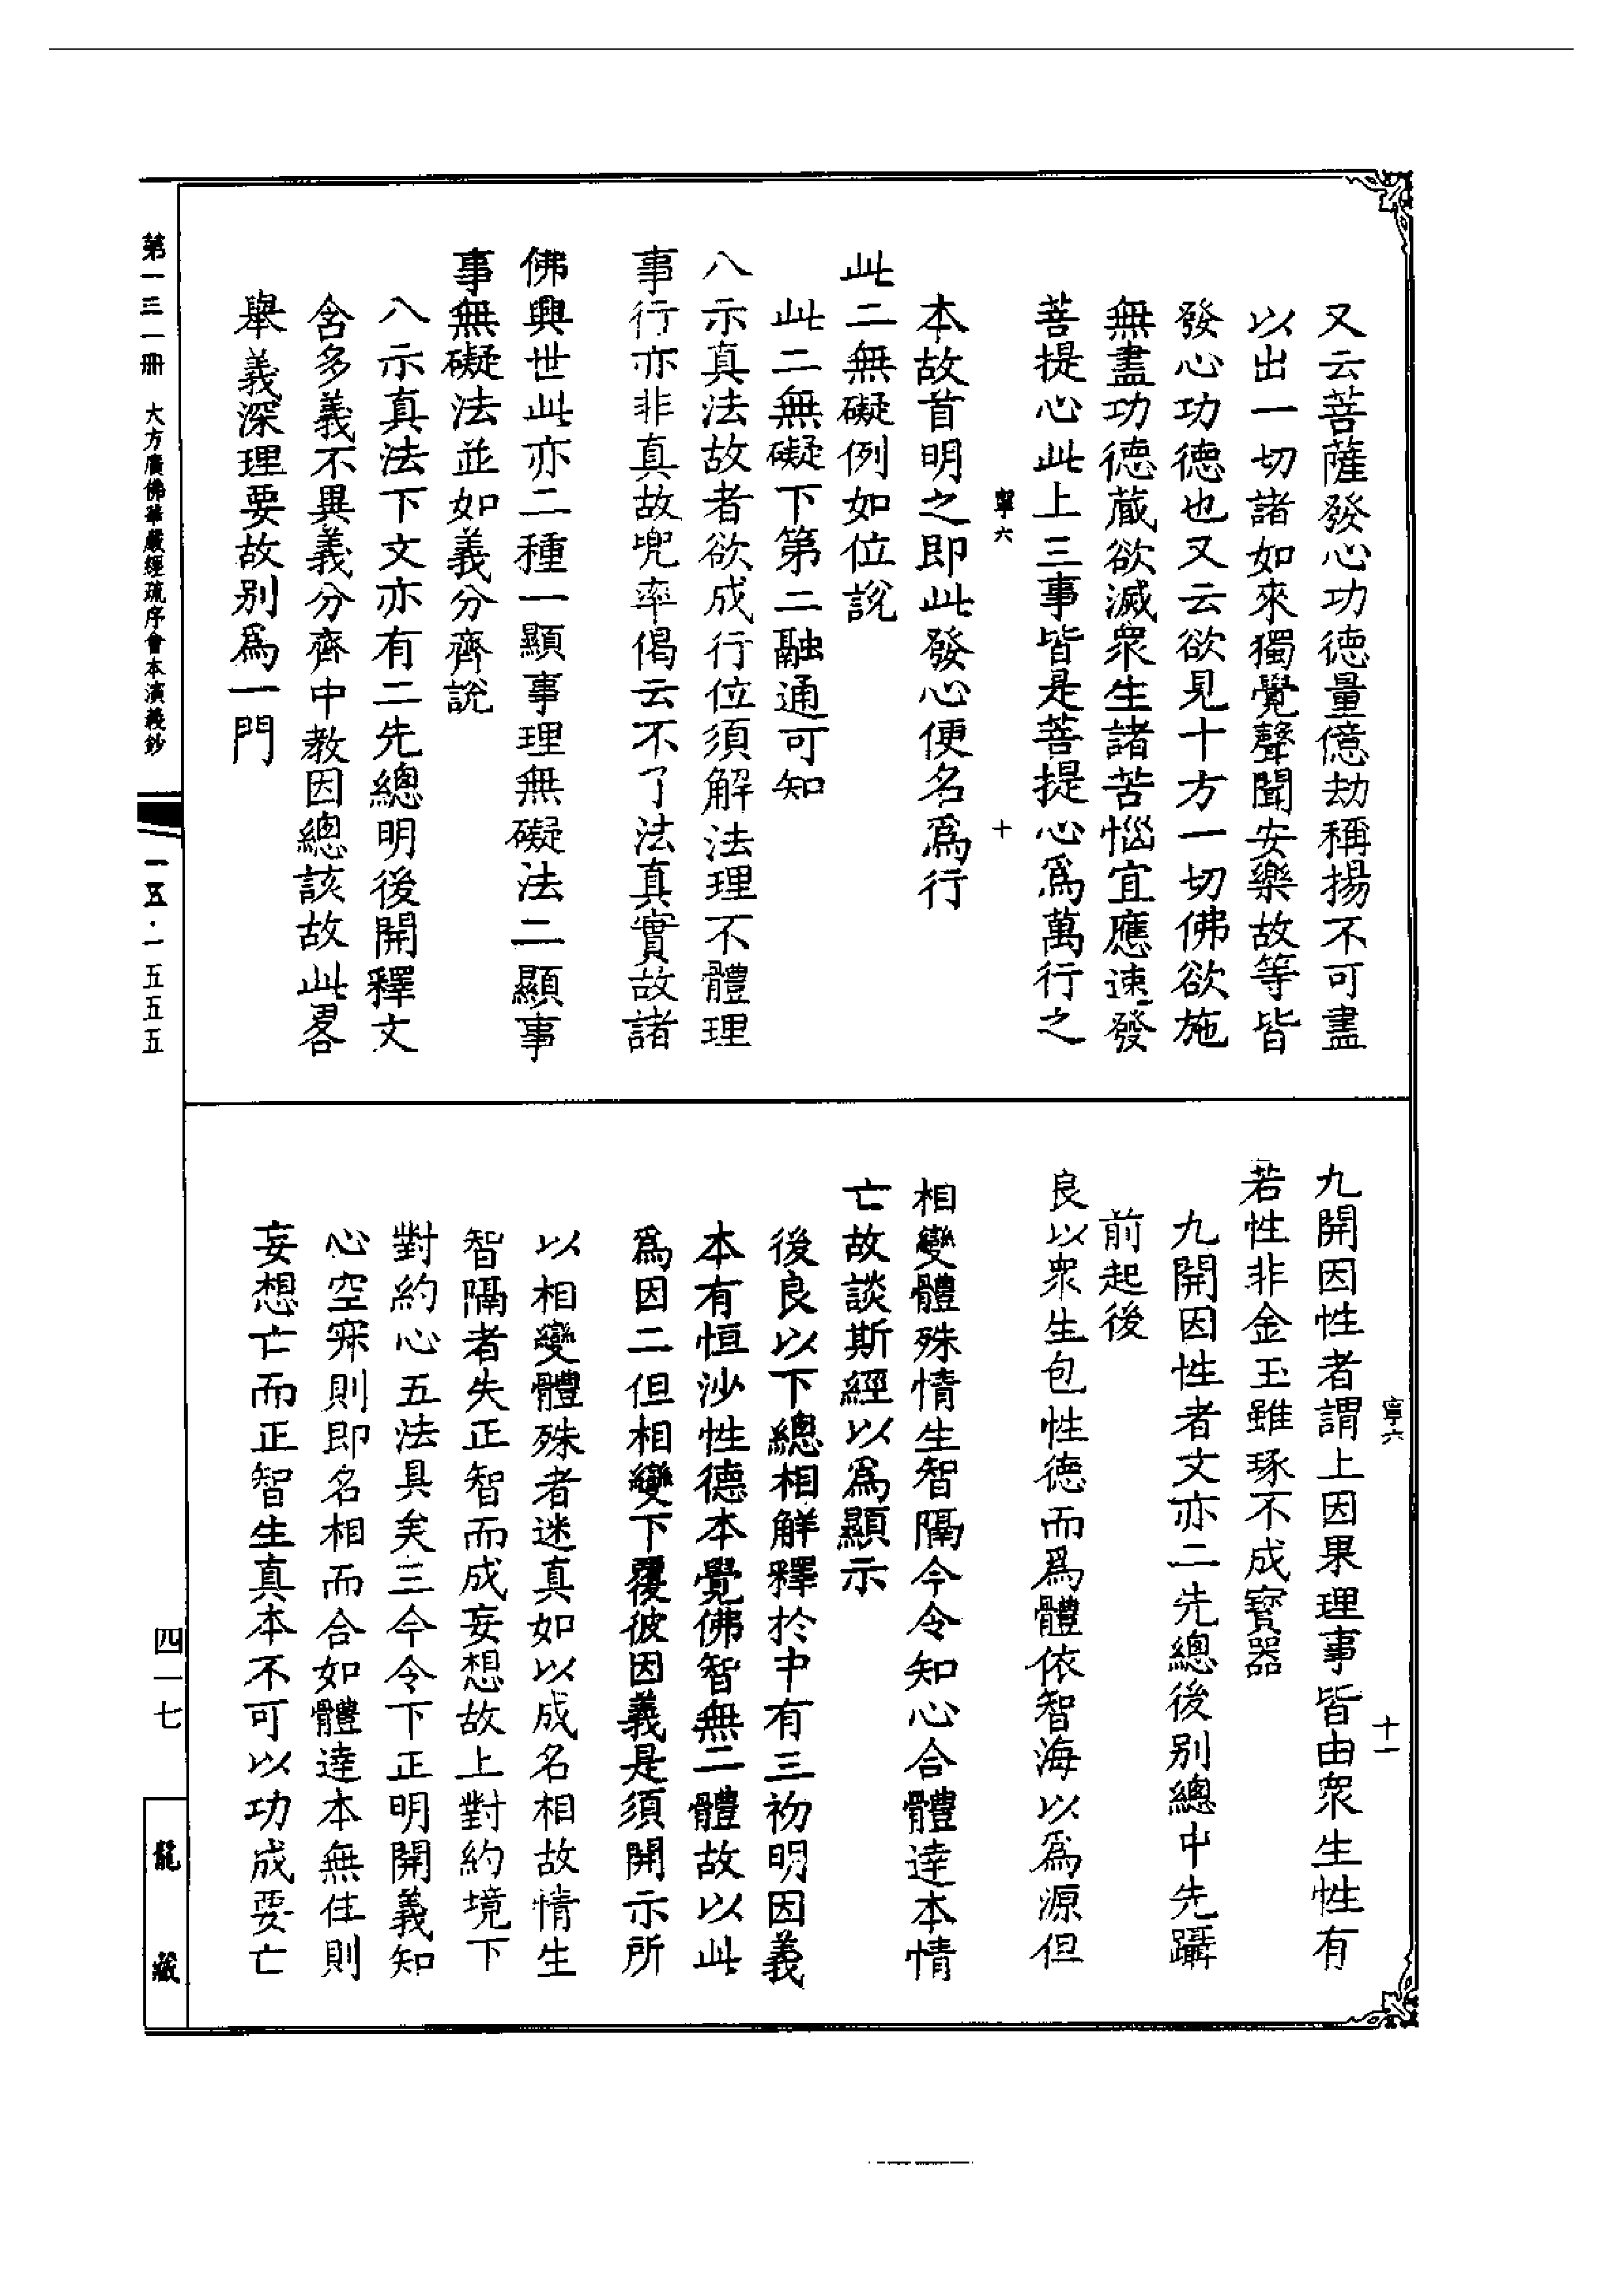 又云菩薩發心功德量億劫稱揚不可盡
以出一切諸如來獨覺聲聞安樂故等皆
發心功德也又云欲見十方一切佛欲施
無盡功德藏欲滅眾生諸苦惱宜應速發
菩提心此上三事皆是菩提心爲萬行之
寧六 十
本故首明之即此發心便名爲行
此二無礙例如位說
此二無礙下第二融通可知
八示真法故者欲成行位須解法理不體理
事行亦非真故兜率偈云不了法真實故諸
佛興世此亦二種一顯事理無礙法二顯事
事無礙法並如義分齊說
八示真法下文亦有二先總明後開釋文
含多義不異義分齊中教因總該故此畧
舉義深理要故别爲一門
九開因性者謂上因果理事皆由眾生性有
若性非金玉雖琢不成寳器
九開因性者文亦二先總後别總中先躡
前起後
良以眾生包性德而爲體依智海以爲源但
相變體殊情生智隔今令知心合體達本情
亡故談斯經以爲顯示
後良以下總相解釋於中有三初明因義
本有恒沙性德本覺佛智無二體故以此
爲因二但相變下覆彼因義是須開示所
以相變體殊者迷真如以成名相故情生
智隔者失正智而成妄想故上對約境下
對約心五法具矣三今令下正明開義知
心空寂則即名相而合如體達本無住則
妄想亡而正智生真本不可以功成要亡
寧六 十一
第一三一冊 大方廣佛華嚴經疏序會本演義鈔
一五·一五五五
四一七
龍藏